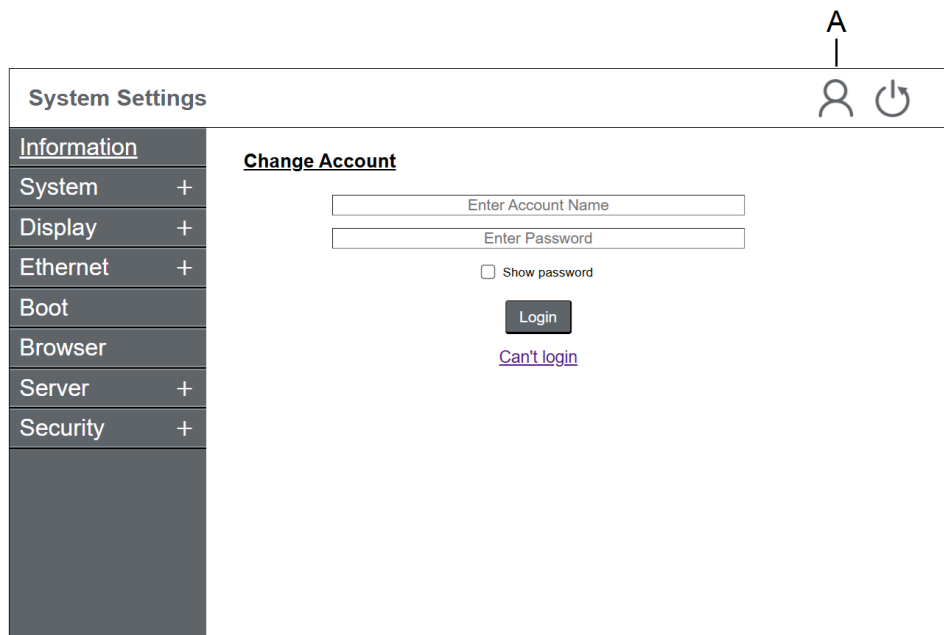 A
System Settings
Information
System +
Display +
Ethernet +
Boot
Browser
Server +
Security +
Change Account
Enter Account Name
Enter Password
Show password
Login
Can't login